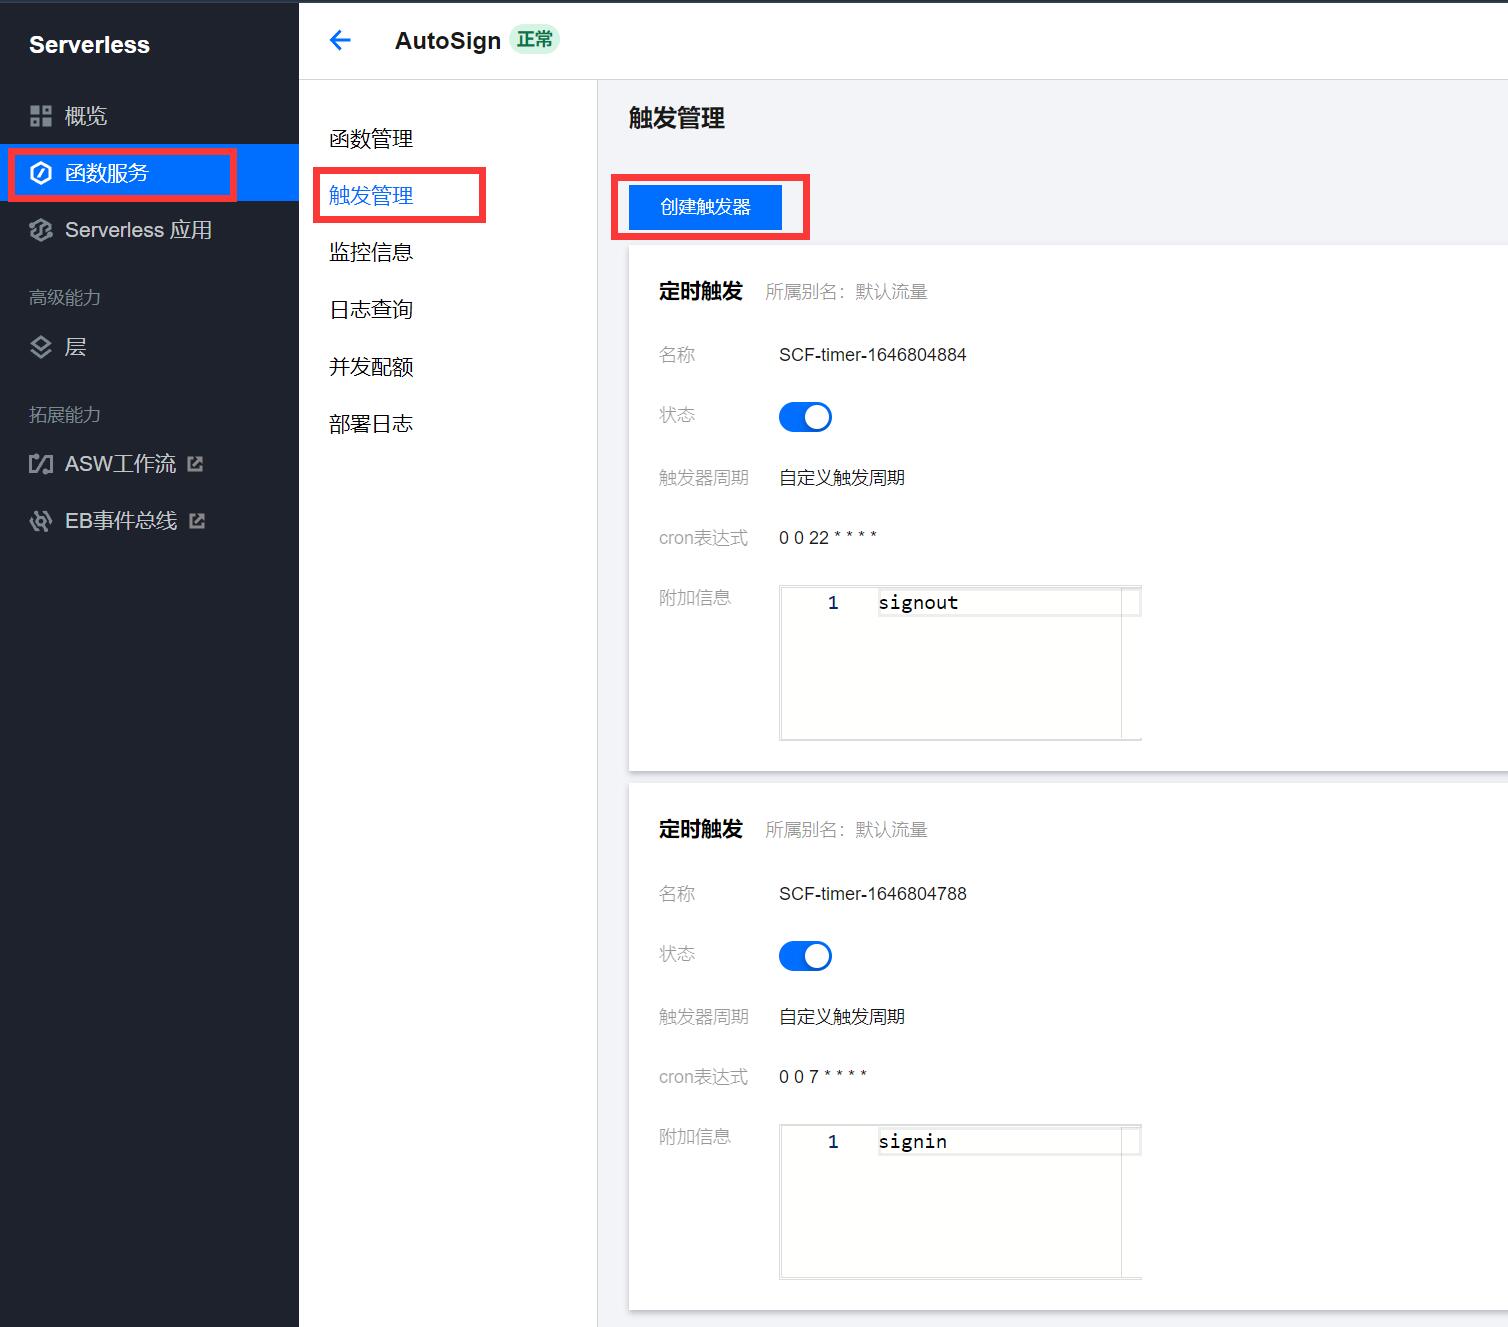 Serverless
概览
函数服务
Serverless 应用
高级能力
层
拓展能力
ASW工作流
EB事件总线
AutoSign 正常
函数管理
触发管理
监控信息
日志查询
并发配额
部署日志
触发管理
创建触发器
定时触发 所属别名：默认流量
名称 SCF-timer-1646804884
状态
触发器周期 自定义触发周期
cron表达式 0 0 22 * * * *
附加信息 1 signout
定时触发 所属别名：默认流量
名称 SCF-timer-1646804788
状态
触发器周期 自定义触发周期
cron表达式 0 0 7 * * * *
附加信息 1 signin